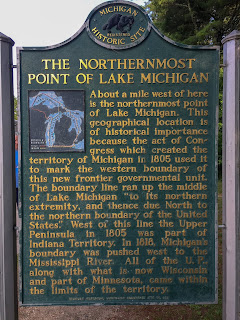 MICHIGAN
HISTORIC SITE
THE NORTHERNMOST
POINT OF LAKE MICHIGAN
About a mile west of here
is the northernmost point
of Lake Michigan. This
geographical location is
of historical importance
because the act of Con-
gress which created the
territory of Michigan in 1805 used it
to mark the western boundary of
this new frontier governmental unit.
The boundary line ran up the middle
of Lake Michigan "to its northern
extremity, and thence due North to
the northern boundary of the United
States." West of this line the Upper
Peninsula in 1805 was part of
Indiana Territory. In 1818, Michigan's
boundary was pushed west to the
Mississippi River. All of the U.P.,
along with what is now Wisconsin
and part of Minnesota, came within
the limits of the territory.